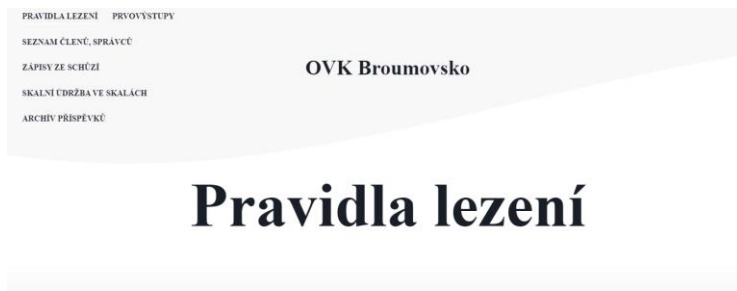 PRAVIDLA LEZENÍ PRVOVÝSTUPY
SEZNAM ČLENŮ, SPRÁVCŮ
ZÁPISY ZE SCHŮZÍ
SKALNÍ ÚDRŽBA VE SKALÁCH
ARCHÍV PŘÍSPĚVKŮ
OVK Broumovsko
Pravidla lezení